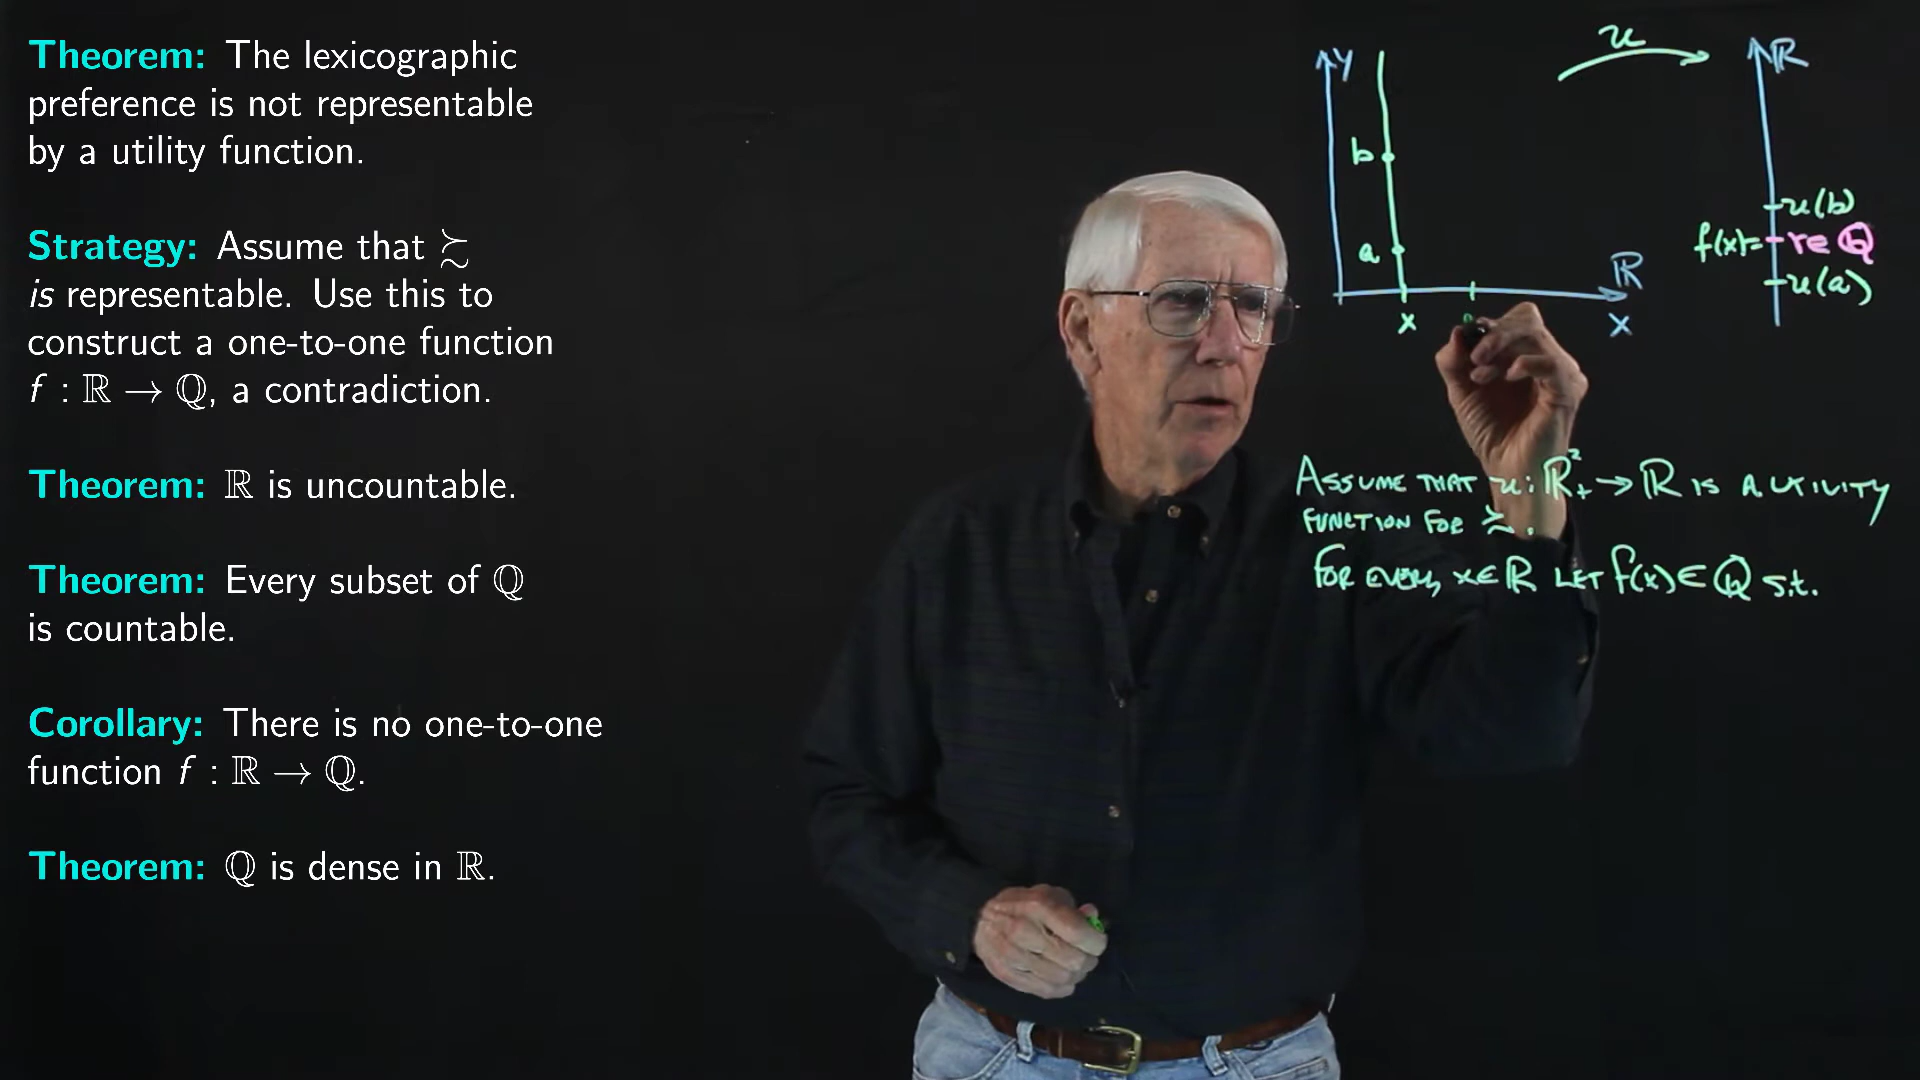 Theorem: The lexicographic
preference is not representable
by a utility function.
Strategy: Assume that ≿
is representable. Use this to
construct a one-to-one function
f : ℝ → ℚ, a contradiction.
Theorem: ℝ is uncountable.
Theorem: Every subset of ℚ
is countable.
Corollary: There is no one-to-one
function f : ℝ → ℚ.
Theorem: ℚ is dense in ℝ.
u
Y
ℝ
b
u(b)
a
f(x)= r∈ℚ
ℝ
u(a)
x
X
ASSUME THAT u: ℝ²₊ → ℝ IS A UTILITY
FUNCTION FOR ≿.
FOR EVERY x∈ℝ LET f(x)∈ℚ s.t.